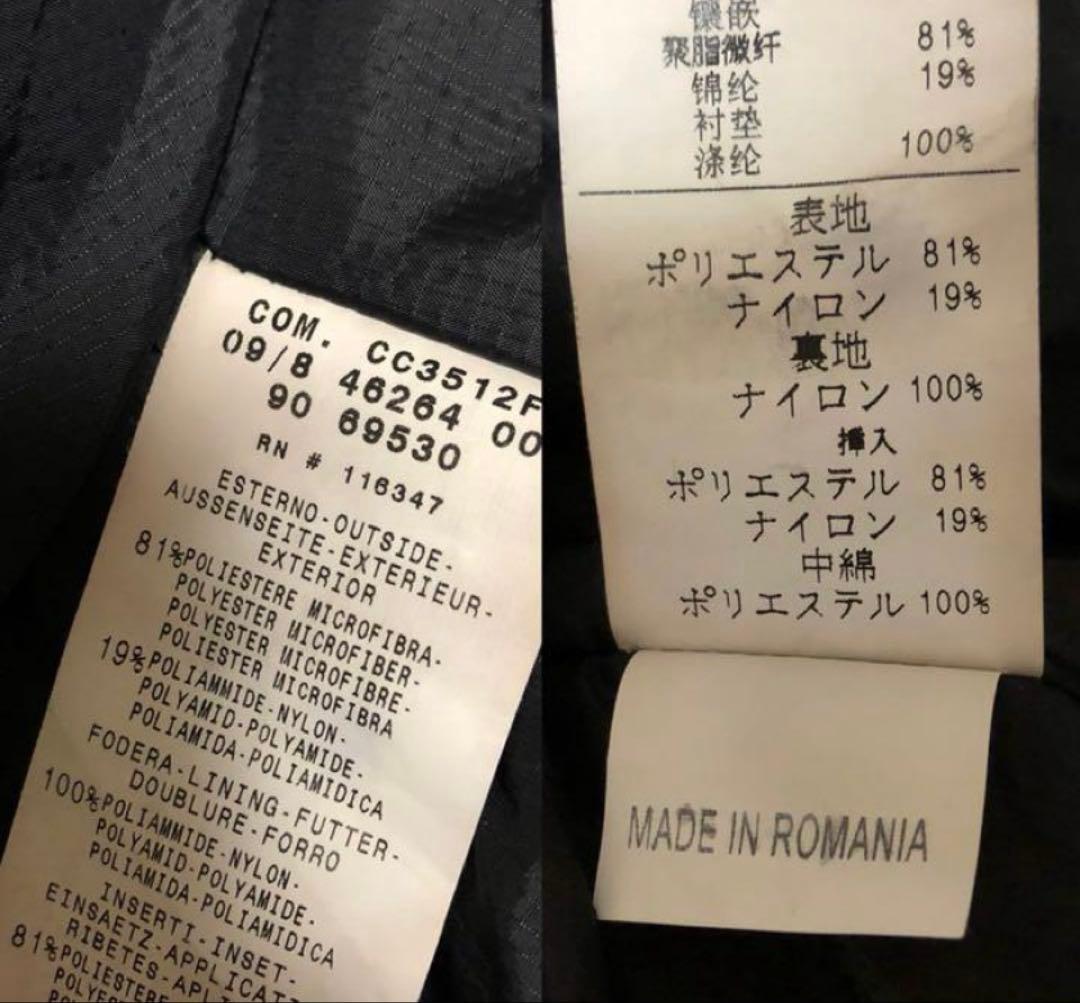 COM. CC3512F
09/8 46264 00
90 69530
RN # 116347
ESTERNO-OUTSIDE-
AUSSENSEITE-EXTERIEUR-
EXTERIOR
81%POLIESTERE MICROFIBRA-
POLYESTER MICROFIBER-
POLYESTER MICROFIBRE-
POLIESTER MICROFIBRA
19%POLIAMMIDE-NYLON-
POLYAMID-POLYAMIDE-
POLIAMIDA-POLIAMIDICA
FODERA-LINING-FUTTER-
DOUBLURE-FORRO
100%POLIAMMIDE-NYLON-
POLYAMID-POLYAMIDE-
POLIAMIDA-POLIAMIDICA
INSERTI-INSET-
EINSAETZ-APPLICAT
RIBETES-APL
81%POLIESTERE
POLYESTER
镶嵌
聚脂微纤 81%
锦纶 19%
衬垫
涤纶 100%
表地
ポリエステル 81%
ナイロン 19%
裏地
ナイロン 100%
挿入
ポリエステル 81%
ナイロン 19%
中綿
ポリエステル 100%
MADE IN ROMANIA